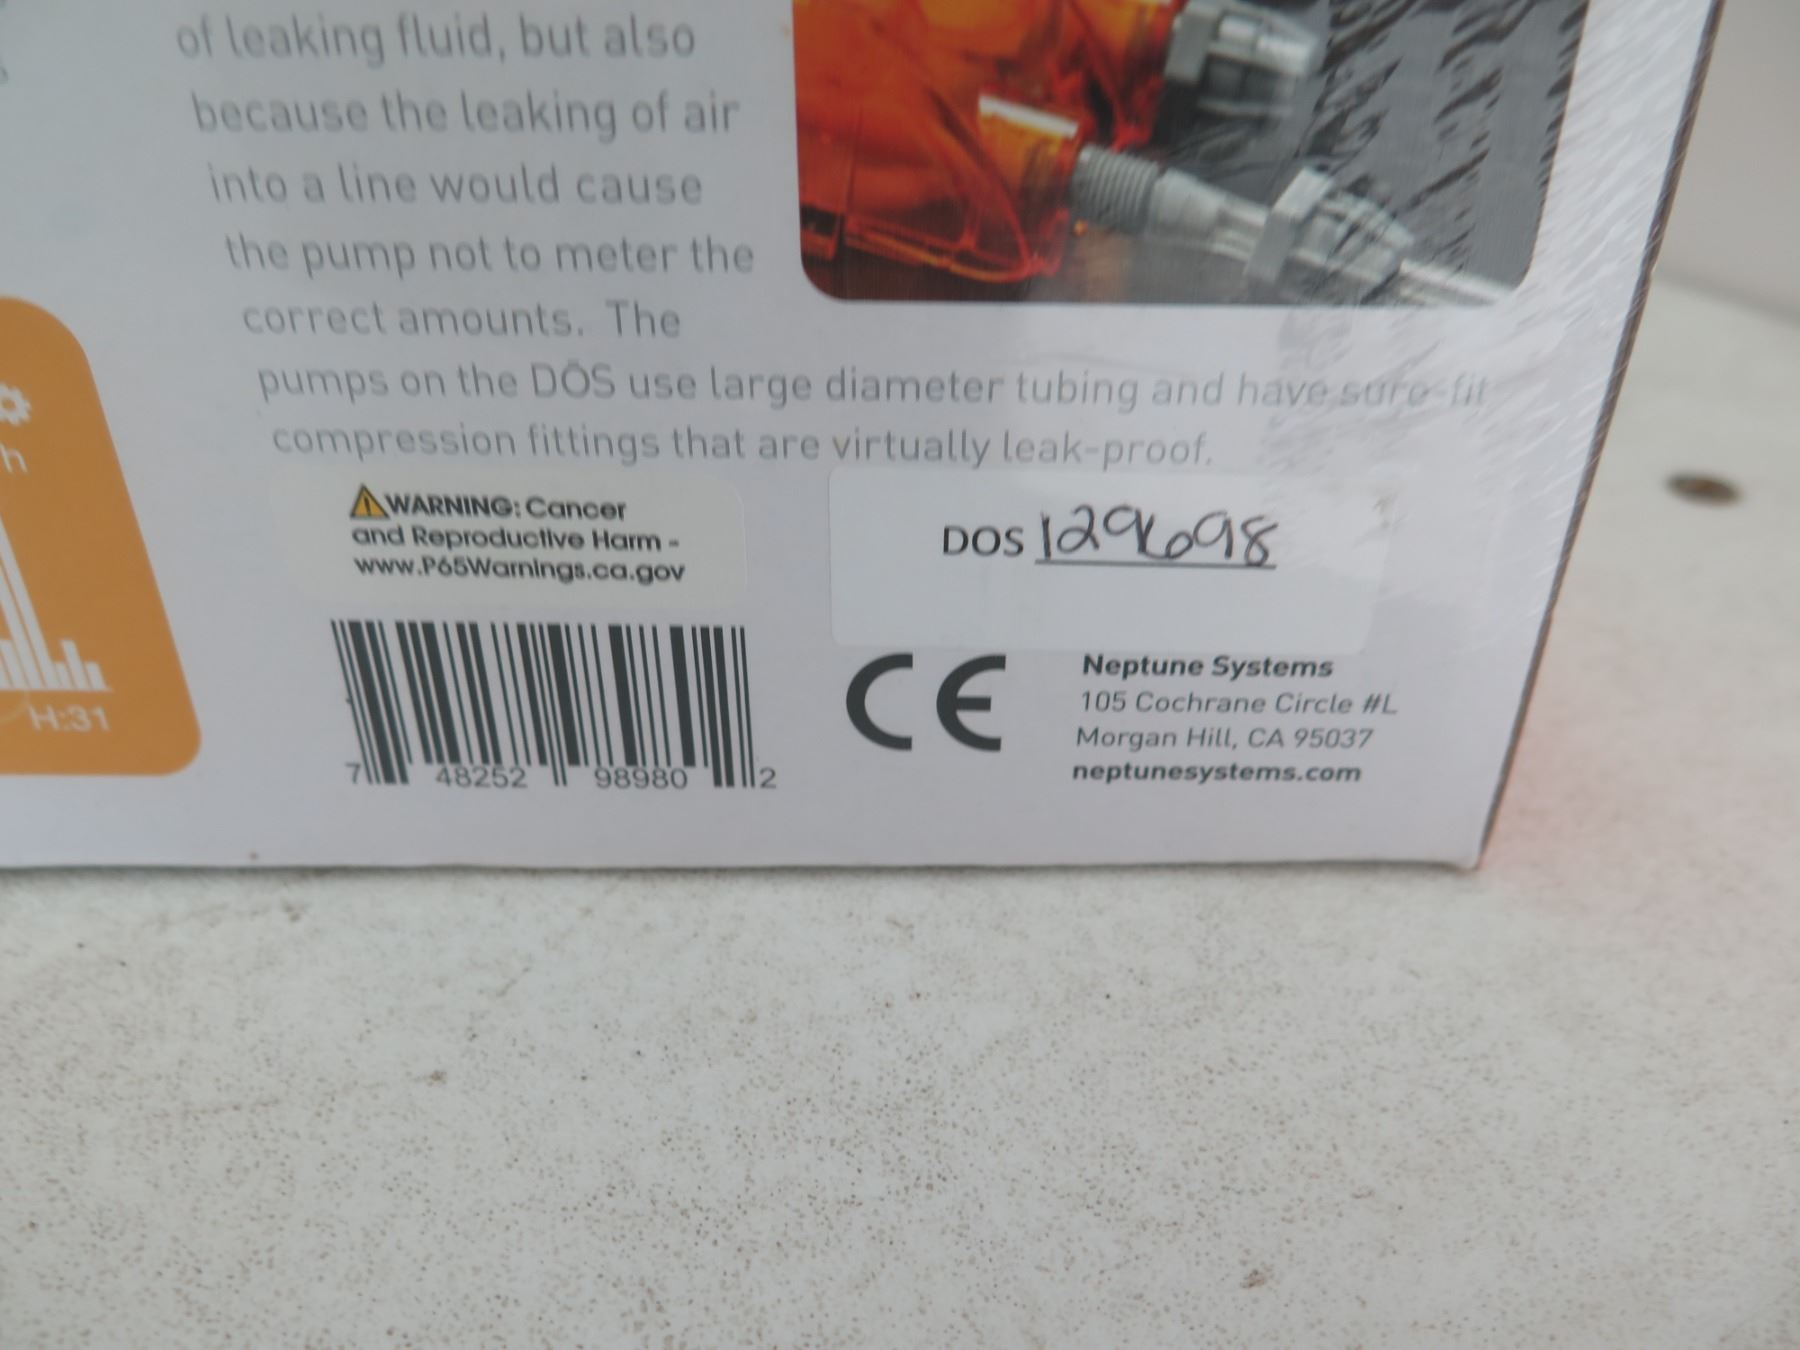 of leaking fluid, but also
because the leaking of air
into a line would cause
the pump not to meter the
correct amounts. The
pumps on the DŌS use large diameter tubing and have sure-fit
compression fittings that are virtually leak-proof.
WARNING: Cancer
and Reproductive Harm -
www.P65Warnings.ca.gov
DOS 1296698
7 48252 98980 2
CE
Neptune Systems
105 Cochrane Circle #L
Morgan Hill, CA 95037
neptunesystems.com
h
H:31